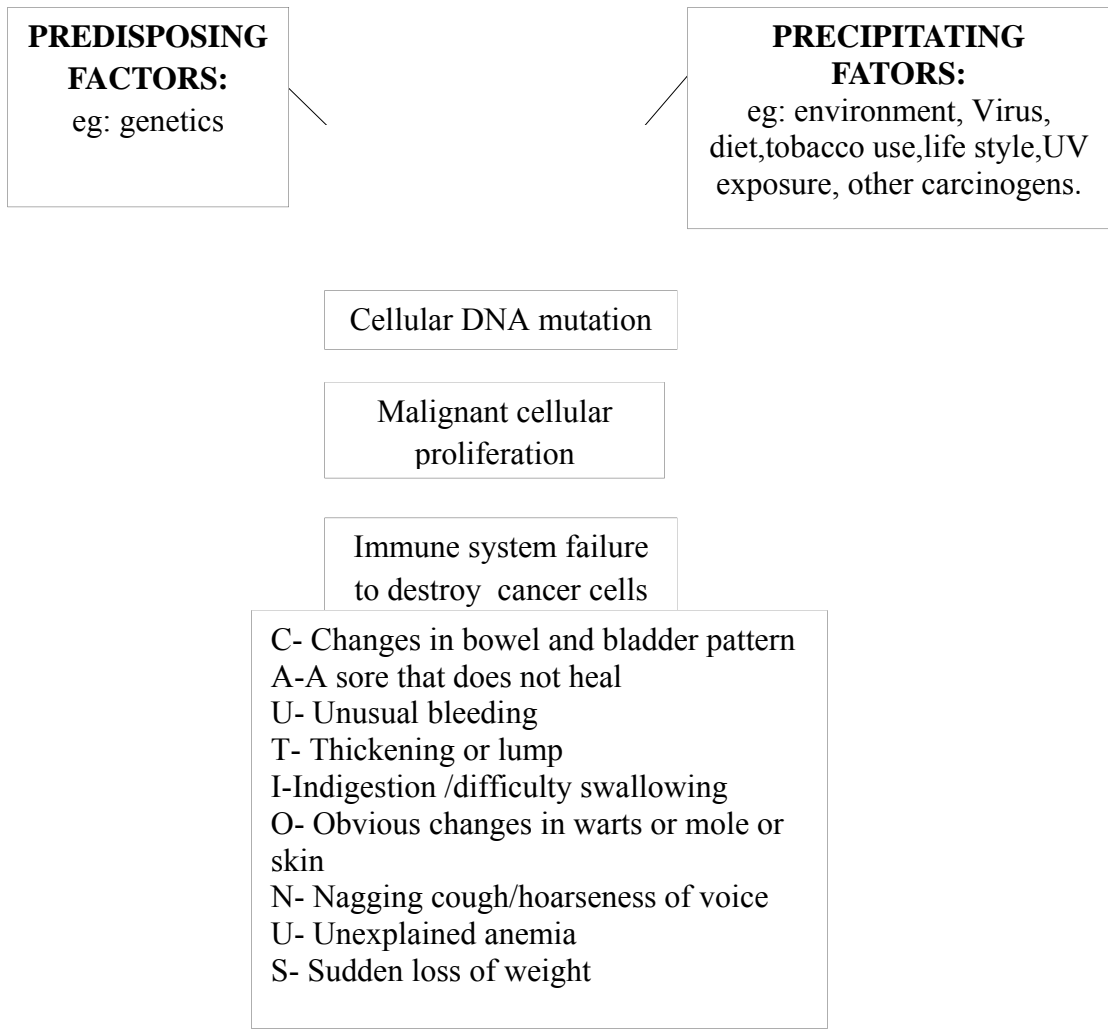 PREDISPOSING
FACTORS:
eg: genetics
PRECIPITATING
FATORS:
eg: environment, Virus,
diet,tobacco use,life style,UV
exposure, other carcinogens.
Cellular DNA mutation
Malignant cellular
proliferation
Immune system failure
to destroy cancer cells
C- Changes in bowel and bladder pattern
A-A sore that does not heal
U- Unusual bleeding
T- Thickening or lump
I-Indigestion /difficulty swallowing
O- Obvious changes in warts or mole or
skin
N- Nagging cough/hoarseness of voice
U- Unexplained anemia
S- Sudden loss of weight